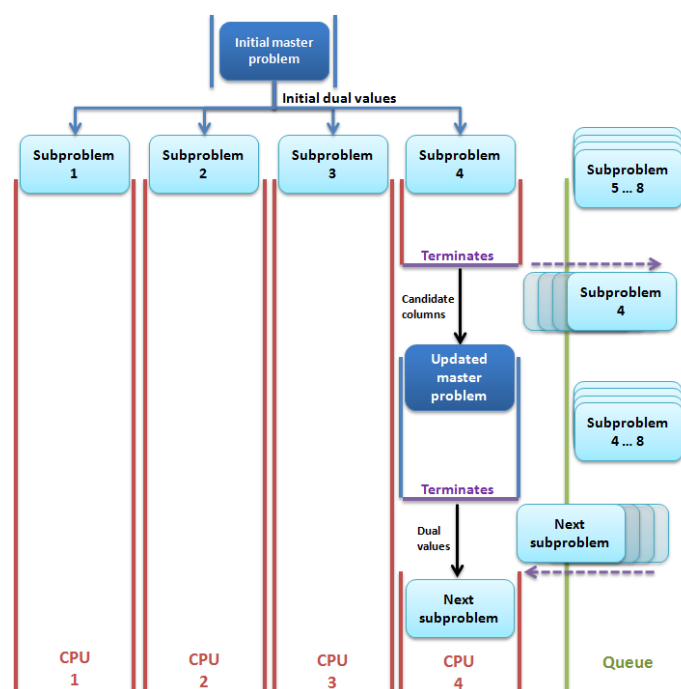 Initial master
problem
Initial dual values
Subproblem
1
Subproblem
2
Subproblem
3
Subproblem
4
Subproblem
5 ... 8
Terminates
Candidate
columns
Subproblem
4
Updated
master
problem
Subproblem
4 ... 8
Terminates
Dual
values
Next
subproblem
Next
subproblem
CPU
1
CPU
2
CPU
3
CPU
4
Queue